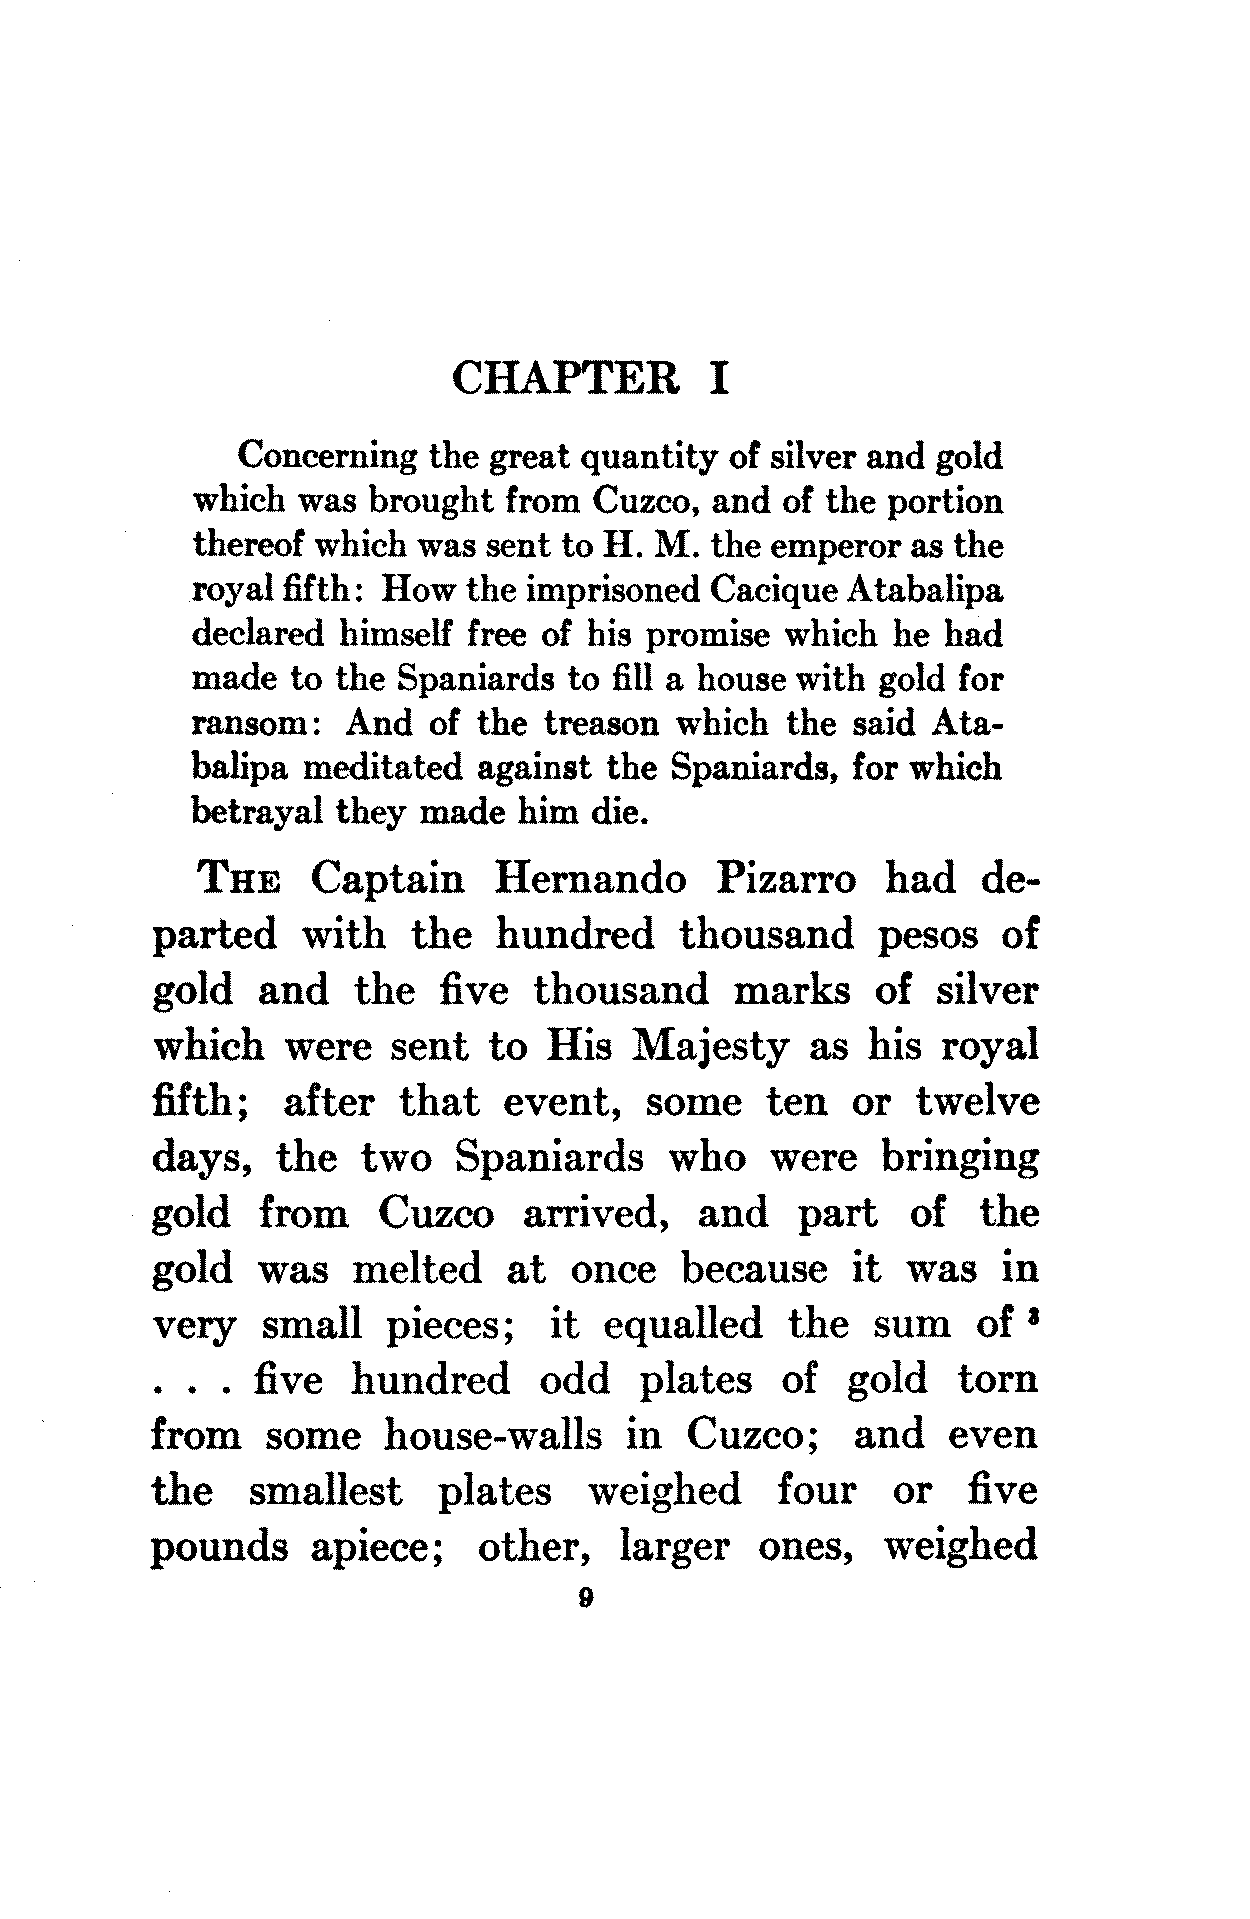 CHAPTER I
Concerning the great quantity of silver and gold
which was brought from Cuzco, and of the portion
thereof which was sent to H. M. the emperor as the
royal fifth: How the imprisoned Cacique Atabalipa
declared himself free of his promise which he had
made to the Spaniards to fill a house with gold for
ransom: And of the treason which the said Ata-
balipa meditated against the Spaniards, for which
betrayal they made him die.
THE Captain Hernando Pizarro had de-
parted with the hundred thousand pesos of
gold and the five thousand marks of silver
which were sent to His Majesty as his royal
fifth; after that event, some ten or twelve
days, the two Spaniards who were bringing
gold from Cuzco arrived, and part of the
gold was melted at once because it was in
very small pieces; it equalled the sum of ³
. . . five hundred odd plates of gold torn
from some house-walls in Cuzco; and even
the smallest plates weighed four or five
pounds apiece; other, larger ones, weighed
9